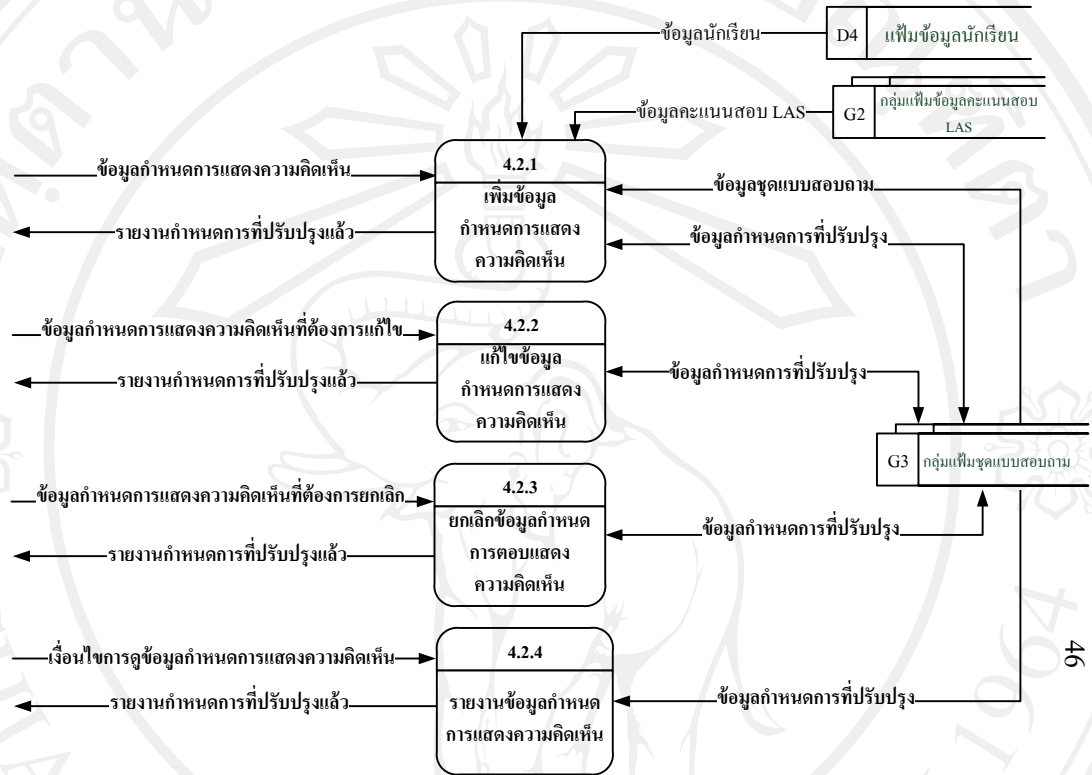 ข้อมูลนักเรียน
D4
แฟ้มข้อมูลนักเรียน
ข้อมูลคะแนนสอบ LAS
G2
กลุ่มแฟ้มข้อมูลคะแนนสอบ
LAS
ข้อมูลกำหนดการแสดงความคิดเห็น
4.2.1
เพิ่มข้อมูล
กำหนดการแสดง
ความคิดเห็น
ข้อมูลชุดแบบสอบถาม
รายงานกำหนดการที่ปรับปรุงแล้ว
ข้อมูลกำหนดการที่ปรับปรุง
ข้อมูลกำหนดการแสดงความคิดเห็นที่ต้องการแก้ไข
4.2.2
แก้ไขข้อมูล
กำหนดการแสดง
ความคิดเห็น
รายงานกำหนดการที่ปรับปรุงแล้ว
ข้อมูลกำหนดการที่ปรับปรุง
G3
กลุ่มแฟ้มชุดแบบสอบถาม
ข้อมูลกำหนดการแสดงความคิดเห็นที่ต้องการยกเลิก
4.2.3
ยกเลิกข้อมูลกำหนด
การตอบแสดง
ความคิดเห็น
รายงานกำหนดการที่ปรับปรุงแล้ว
ข้อมูลกำหนดการที่ปรับปรุง
เงื่อนไขการดูข้อมูลกำหนดการแสดงความคิดเห็น
4.2.4
รายงานข้อมูลกำหนด
การแสดงความคิดเห็น
รายงานกำหนดการที่ปรับปรุงแล้ว
ข้อมูลกำหนดการที่ปรับปรุง
46
1964